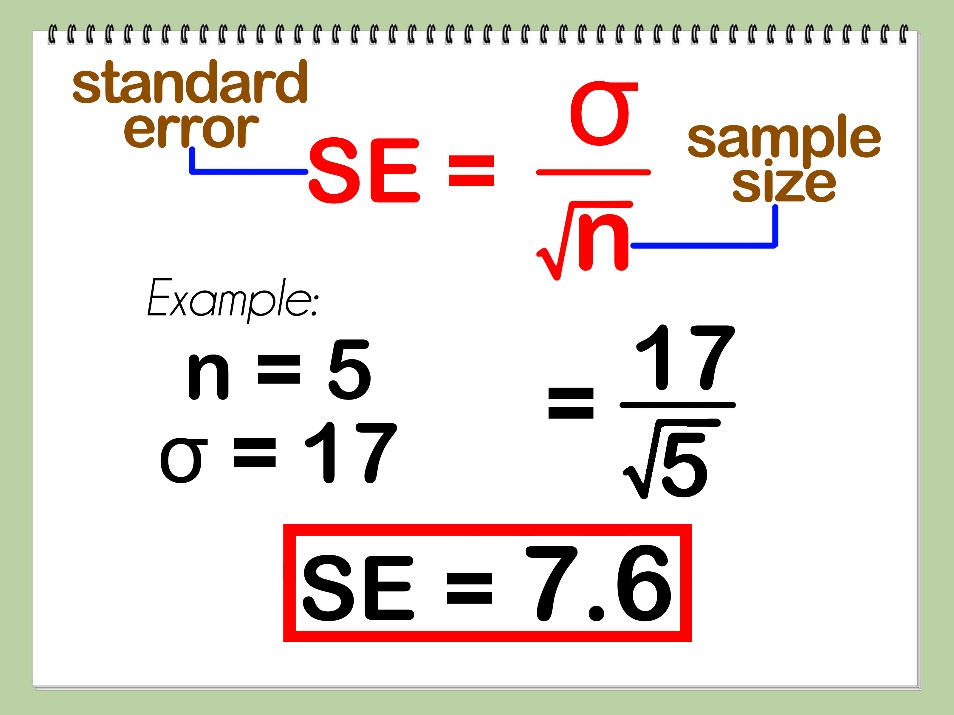 standard
error
SE = σ/√n
sample
size
Example:
n = 5
σ = 17
= 17/√5
SE = 7.6